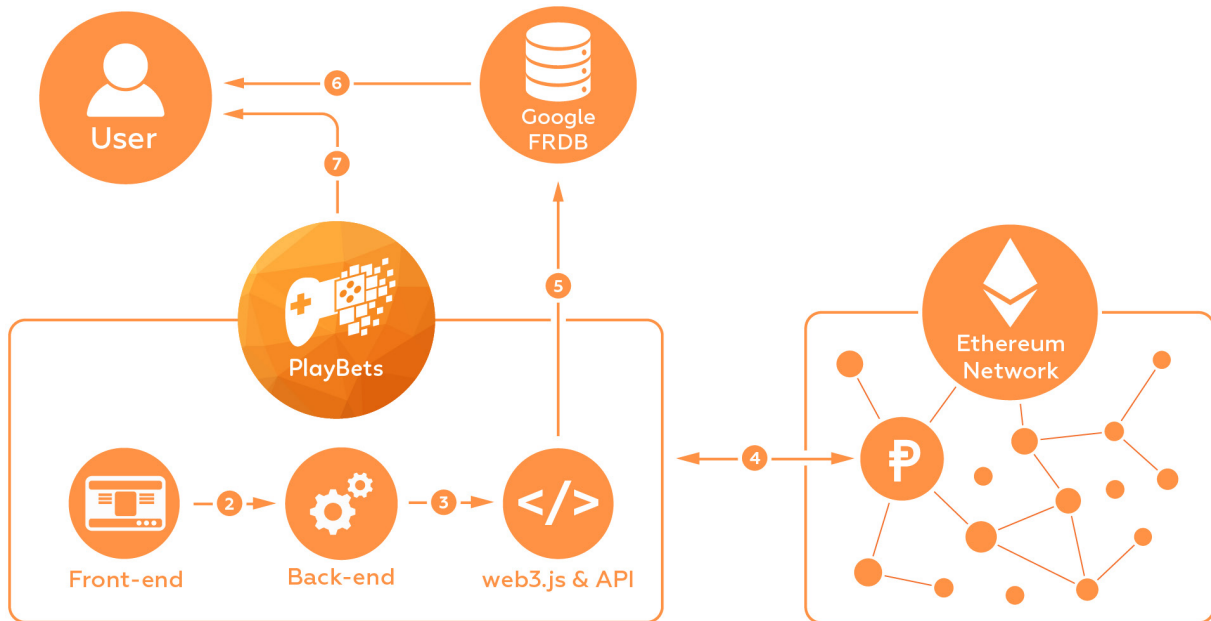 6
User
Google
FRDB
7
5
PlayBets
Ethereum
Network
4
2
3
</>
Front-end
Back-end
web3.js & API